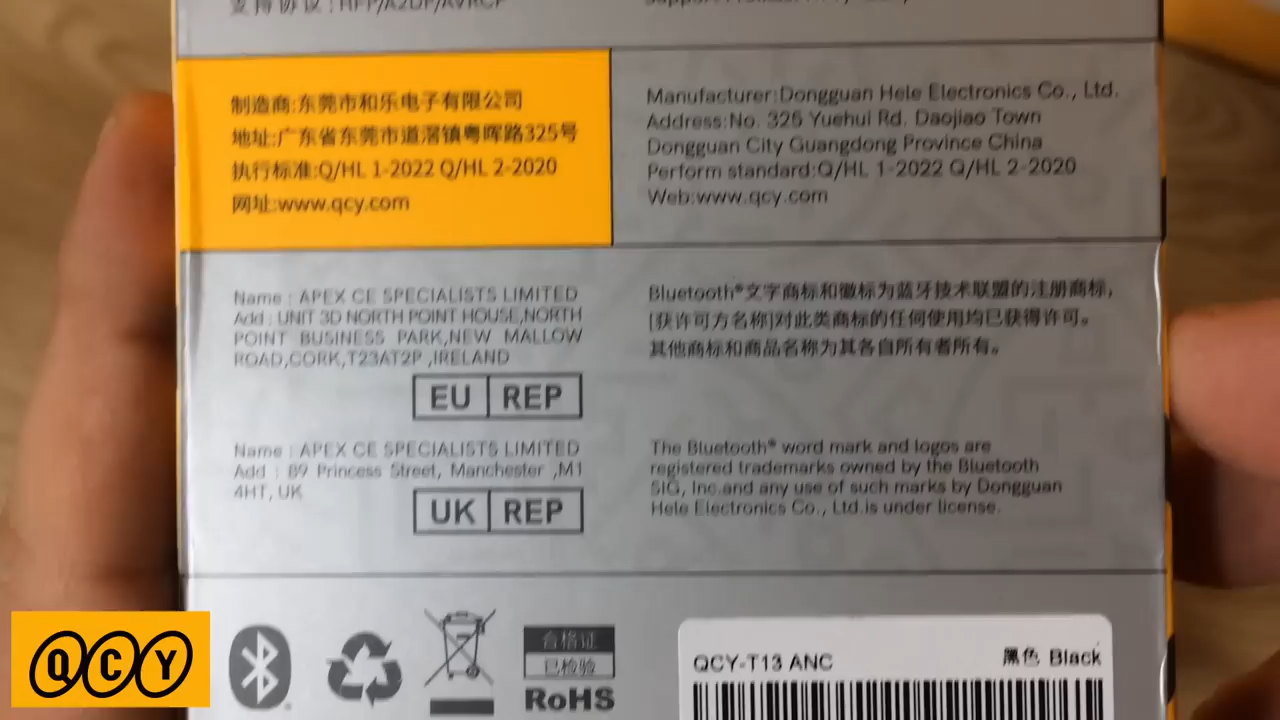 支持协议:HFP/A2DP/AVRCP
制造商:东莞市和乐电子有限公司
地址:广东省东莞市道滘镇粤晖路325号
执行标准:Q/HL 1-2022 Q/HL 2-2020
网址:www.qcy.com
Manufacturer:Dongguan Hele Electronics Co., Ltd.
Address:No. 325 Yuehui Rd. Daojiao Town
Dongguan City Guangdong Province China
Perform standard:Q/HL 1-2022 Q/HL 2-2020
Web:www.qcy.com
Name : APEX CE SPECIALISTS LIMITED
Add : UNIT 3D NORTH POINT HOUSE,NORTH
POINT BUSINESS PARK,NEW MALLOW
ROAD,CORK,T23AT2P ,IRELAND
EU REP
Name : APEX CE SPECIALISTS LIMITED
Add : 89 Princess Street, Manchester ,M1
4HT, UK
UK REP
Bluetooth®文字商标和徽标为蓝牙技术联盟的注册商标，
[获许可方名称]对此类商标的任何使用均已获得许可。
其他商标和商品名称为其各自所有者所有。
The Bluetooth® word mark and logos are
registered trademarks owned by the Bluetooth
SIG, Inc.and any use of such marks by Dongguan
Hele Electronics Co., Ltd.is under license.
QCY
合格证
已检验
RoHS
QCY-T13 ANC 黑色 Black